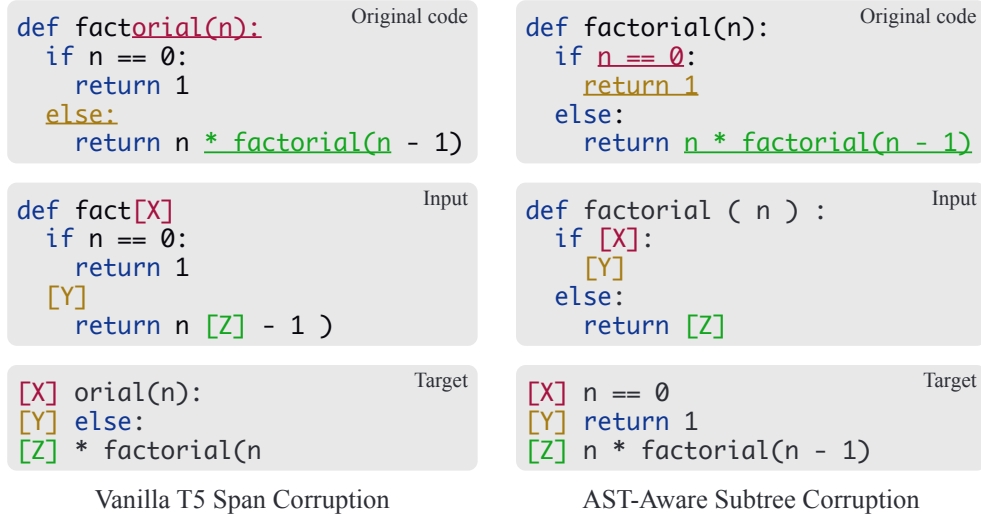 Original code
def factorial(n):
  if n == 0:
    return 1
  else:
    return n * factorial(n - 1)
Input
def fact[X]
  if n == 0:
    return 1
  [Y]
    return n [Z] - 1 )
Target
[X] orial(n):
[Y] else:
[Z] * factorial(n
Vanilla T5 Span Corruption
Original code
def factorial(n):
  if n == 0:
    return 1
  else:
    return n * factorial(n - 1)
Input
def factorial ( n ) :
  if [X]:
    [Y]
  else:
    return [Z]
Target
[X] n == 0
[Y] return 1
[Z] n * factorial(n - 1)
AST-Aware Subtree Corruption